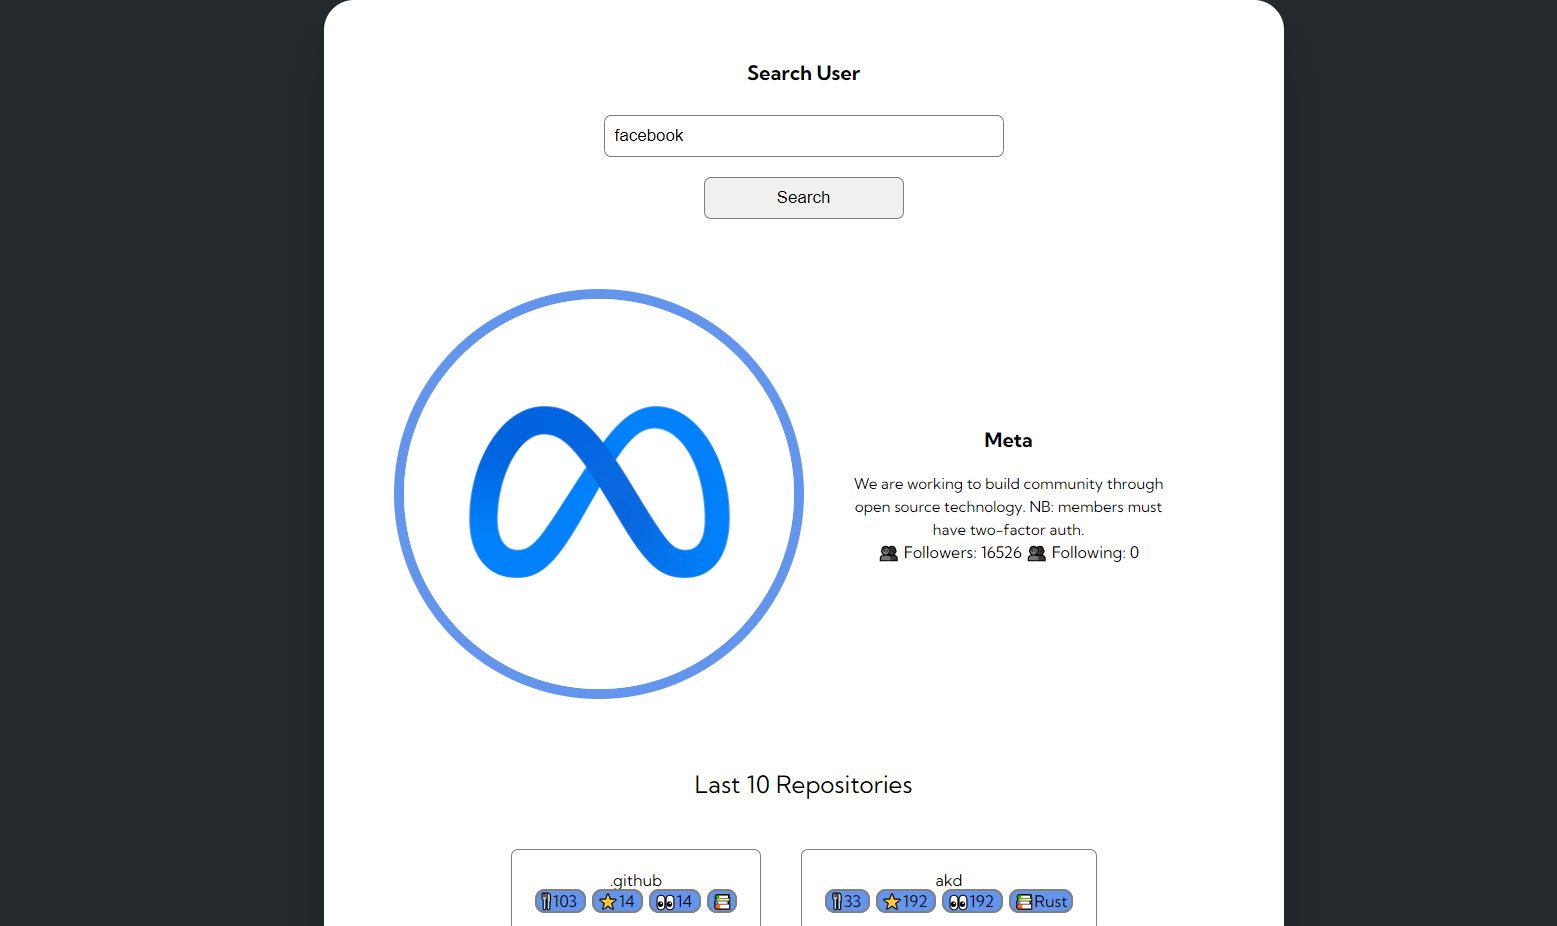 Search User
facebook
Search
Meta
We are working to build community through
open source technology. NB: members must
have two-factor auth.
👥 Followers: 16526 👥 Following: 0
Last 10 Repositories
.github
🍴103 ⭐14 👀14 📚
akd
🍴33 ⭐192 👀192 📚Rust